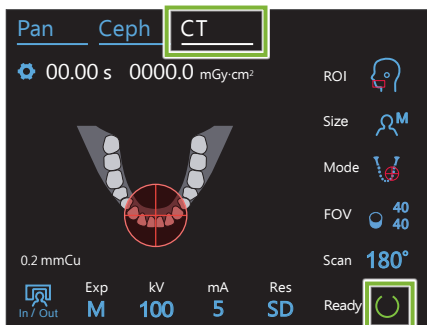 Pan Ceph CT
00.00 s 0000.0 mGy·cm²
ROI
Size M
Mode
FOV 40
40
0.2 mmCu
Scan 180°
Exp kV mA Res
In / Out M 100 5 SD
Ready